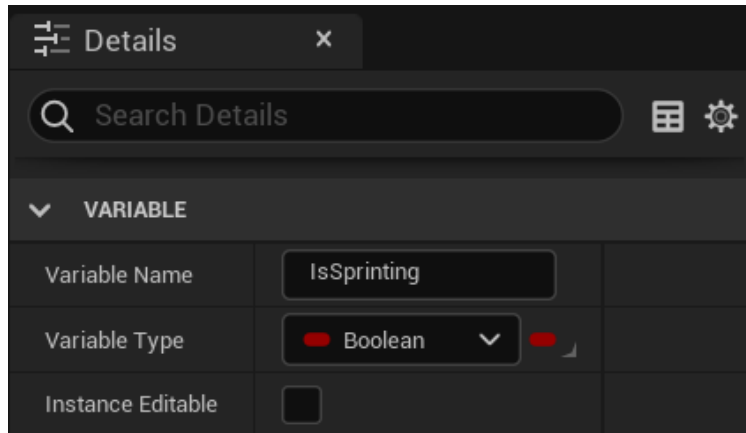 Details
Search Details
VARIABLE
Variable Name IsSprinting
Variable Type Boolean
Instance Editable